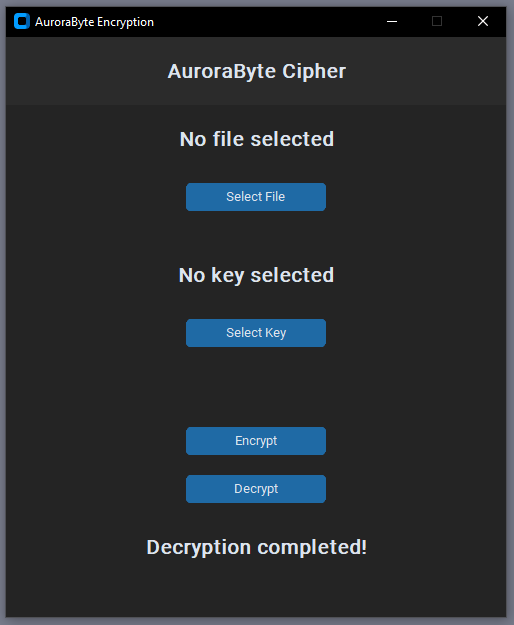 AuroraByte Encryption
AuroraByte Cipher
No file selected
Select File
No key selected
Select Key
Encrypt
Decrypt
Decryption completed!